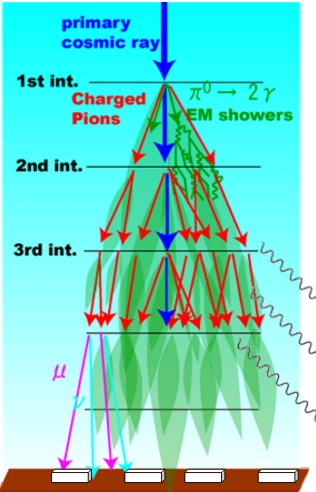 primary
cosmic ray
1st int.
π⁰ → 2γ
Charged
Pions
EM showers
2nd int.
3rd int.
μ
ν